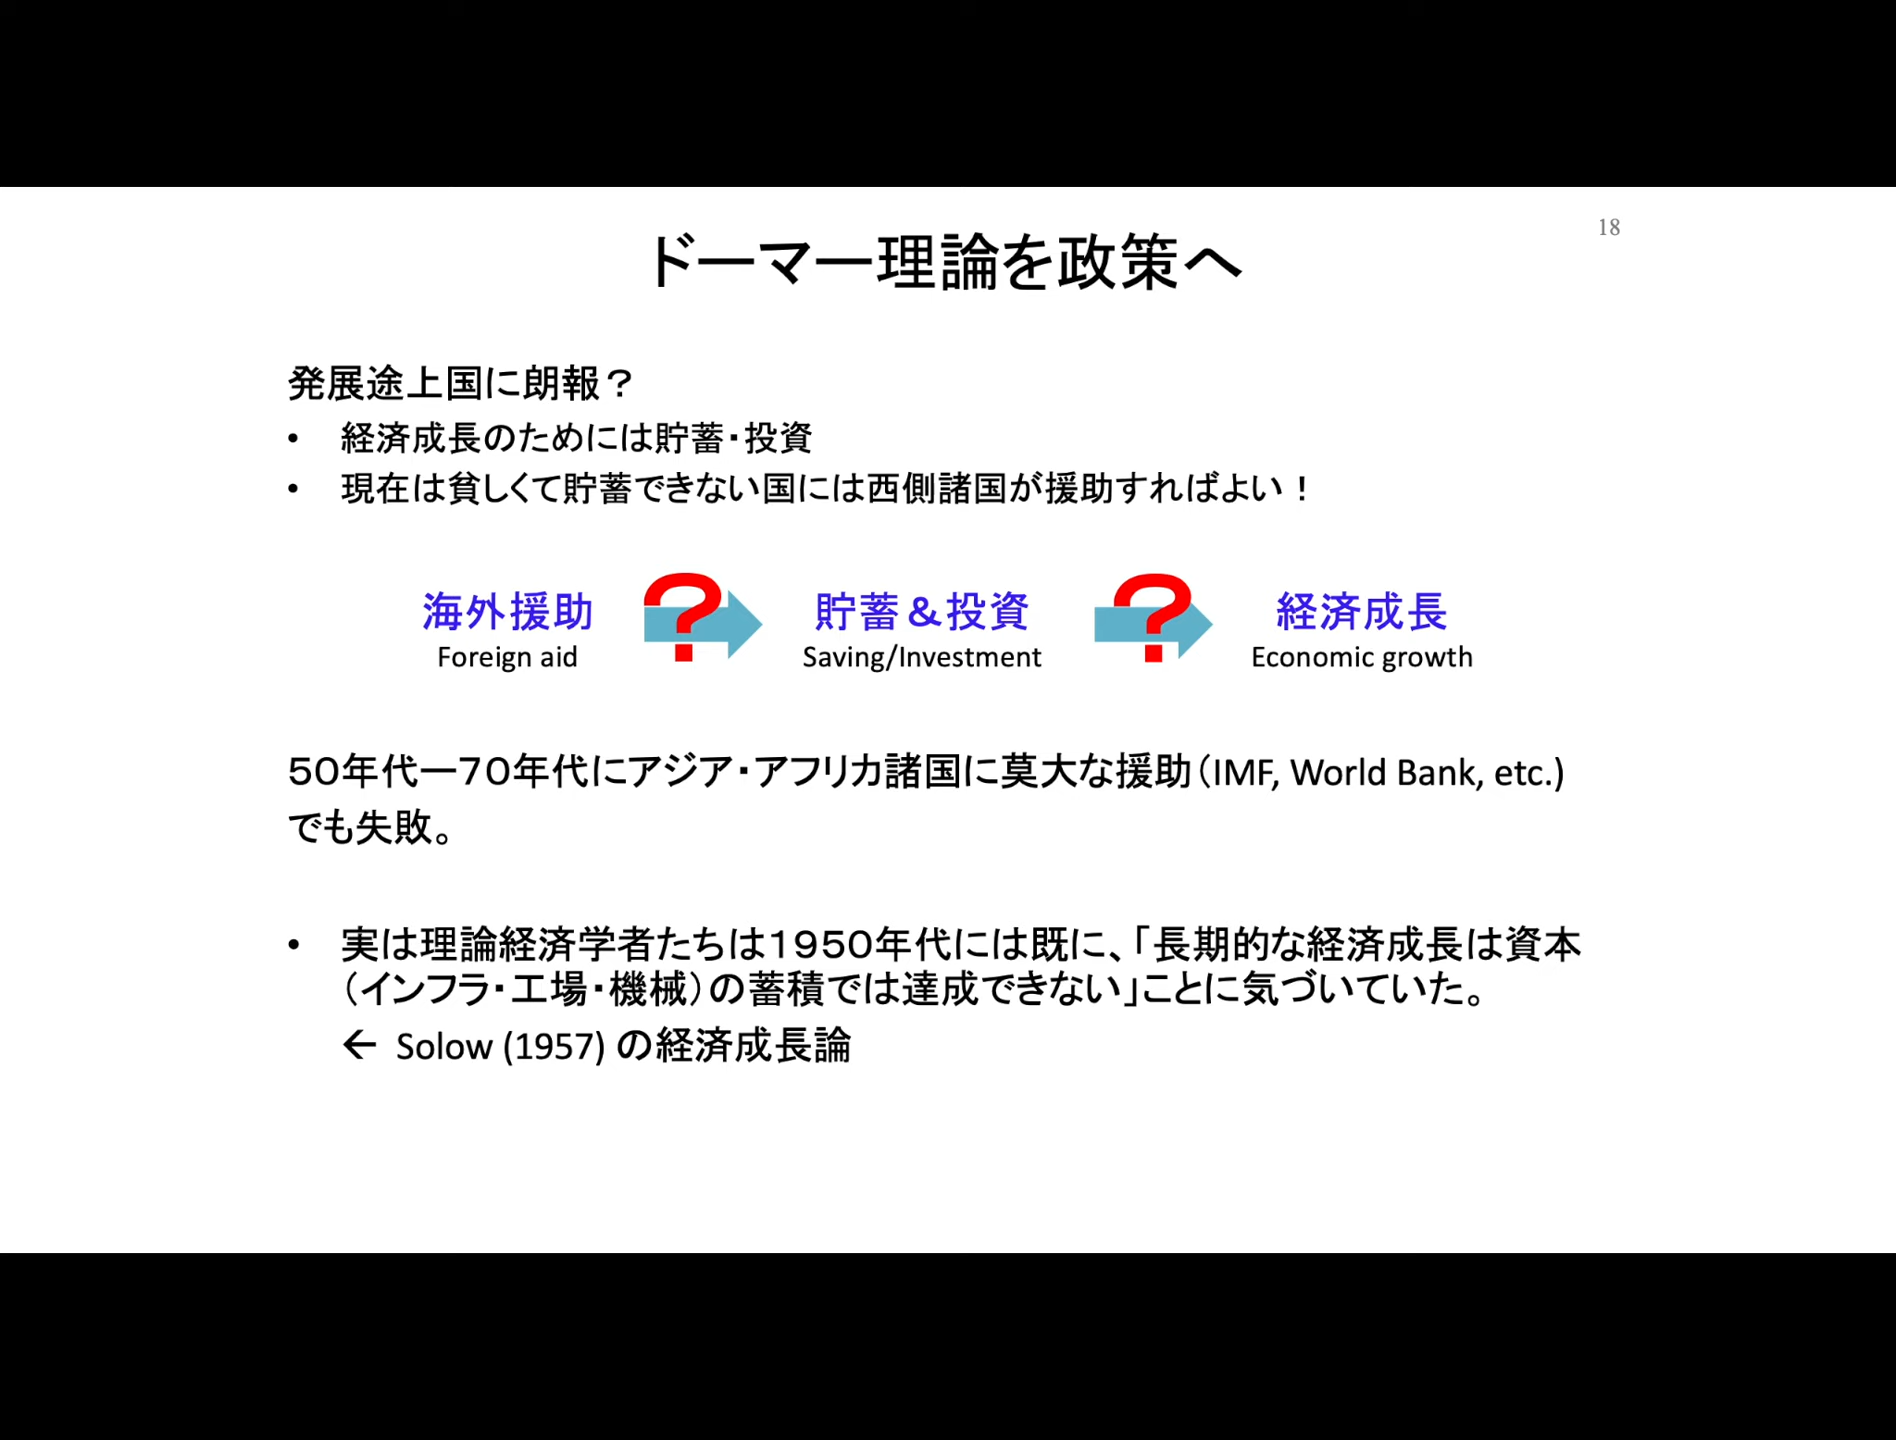 18
ドーマー理論を政策へ
発展途上国に朗報？
• 経済成長のためには貯蓄・投資
• 現在は貧しくて貯蓄できない国には西側諸国が援助すればよい！
海外援助 ? 貯蓄＆投資 ? 経済成長
Foreign aid Saving/Investment Economic growth
５０年代―７０年代にアジア・アフリカ諸国に莫大な援助（IMF, World Bank, etc.)
でも失敗。
• 実は理論経済学者たちは１９５０年代には既に、「長期的な経済成長は資本
（インフラ・工場・機械）の蓄積では達成できない」ことに気づいていた。
← Solow (1957) の経済成長論